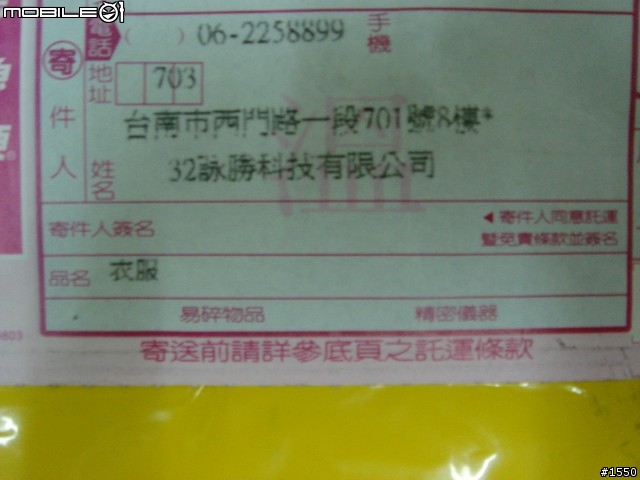 MOBILE01
電話 ( ) 06-2258899 手機
寄件人
地址 703
台南市西門路一段701號8樓*
姓名 32詠勝科技有限公司
寄件人簽名 ◀寄件人同意託運
暨免責條款並簽名
品名 衣服
易碎物品 精密儀器
寄送前請詳參底頁之託運條款
#1550